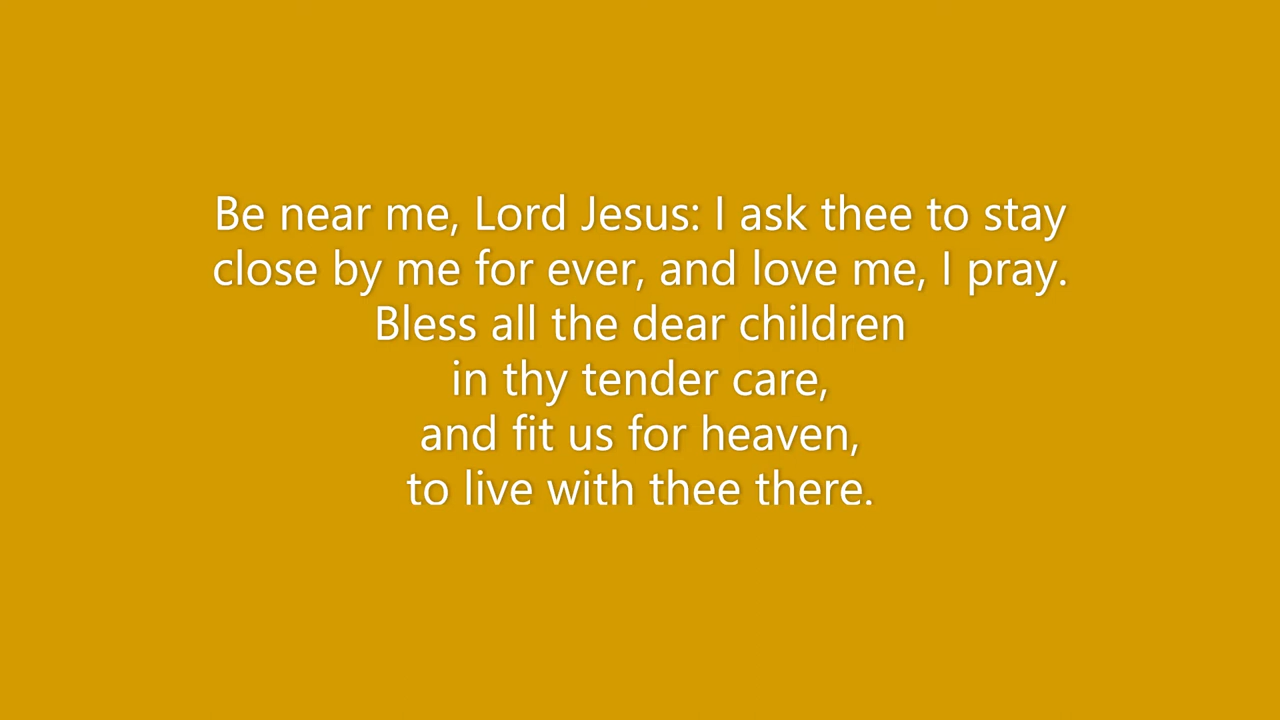 Be near me, Lord Jesus: I ask thee to stay
close by me for ever, and love me, I pray.
Bless all the dear children
in thy tender care,
and fit us for heaven,
to live with thee there.